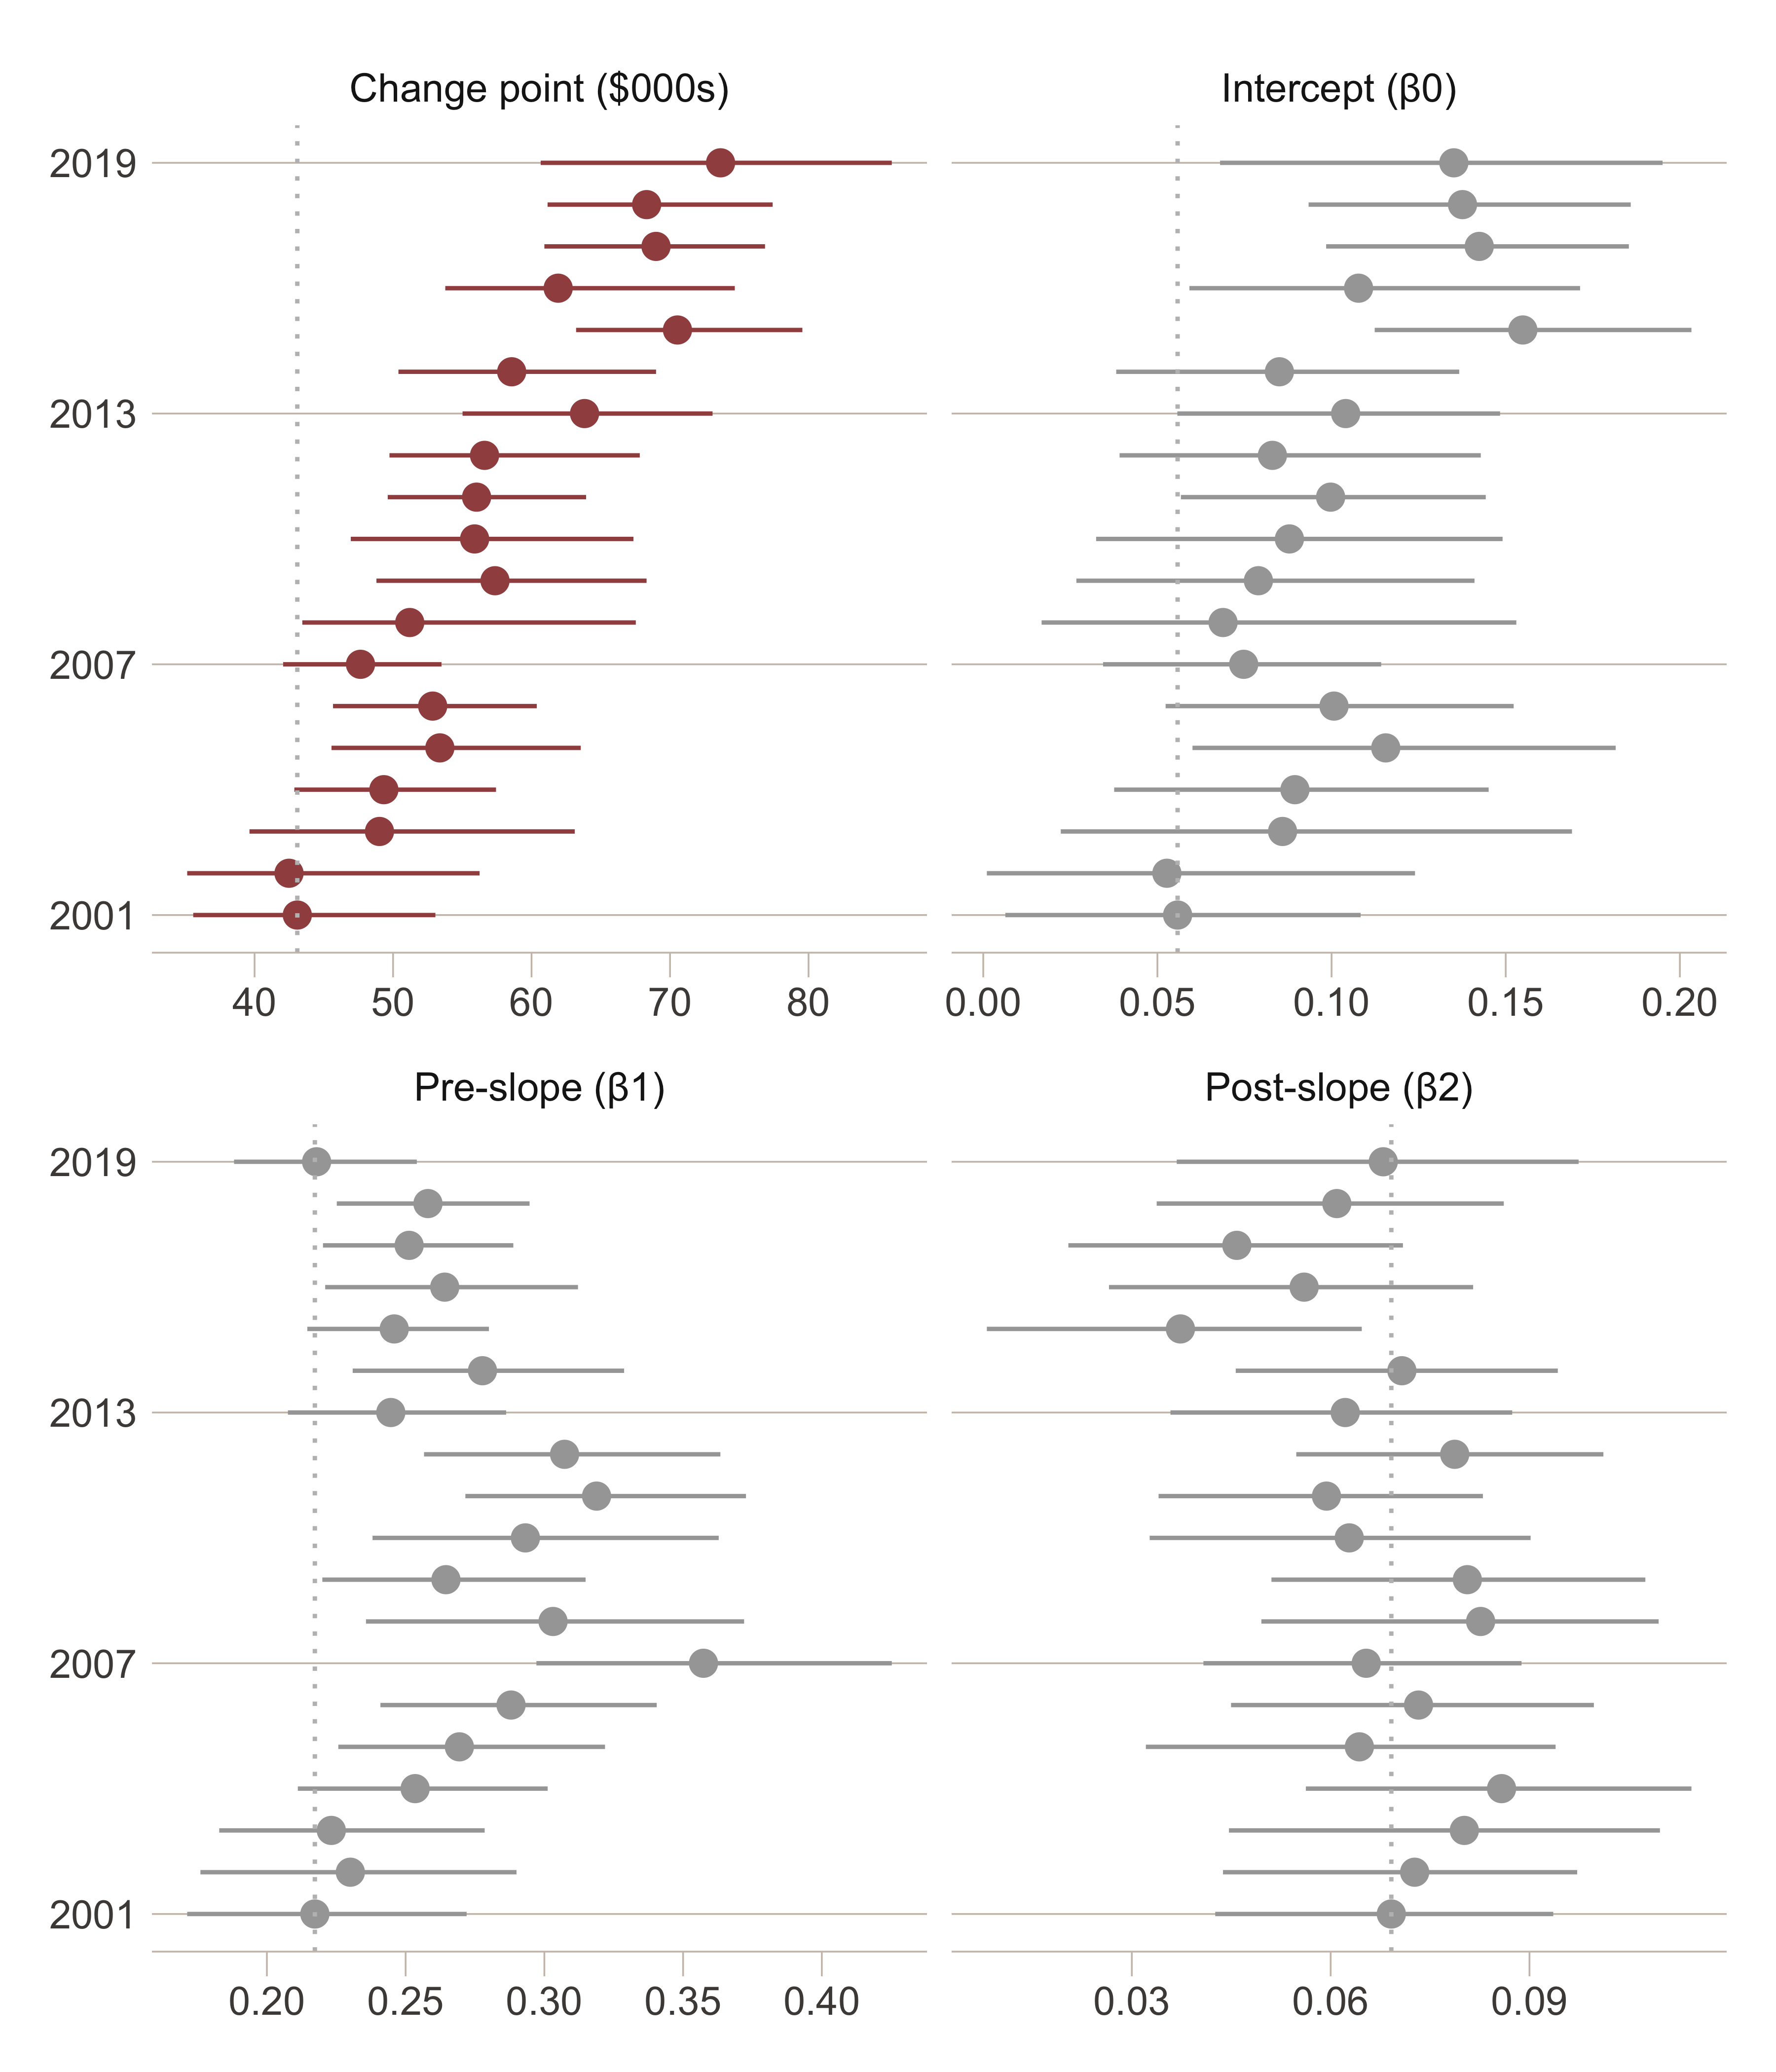 Change point ($000s)
Intercept (β0)
2019
2013
2007
2001
40 50 60 70 80
0.00 0.05 0.10 0.15 0.20
Pre-slope (β1)
Post-slope (β2)
2019
2013
2007
2001
0.20 0.25 0.30 0.35 0.40
0.03 0.06 0.09